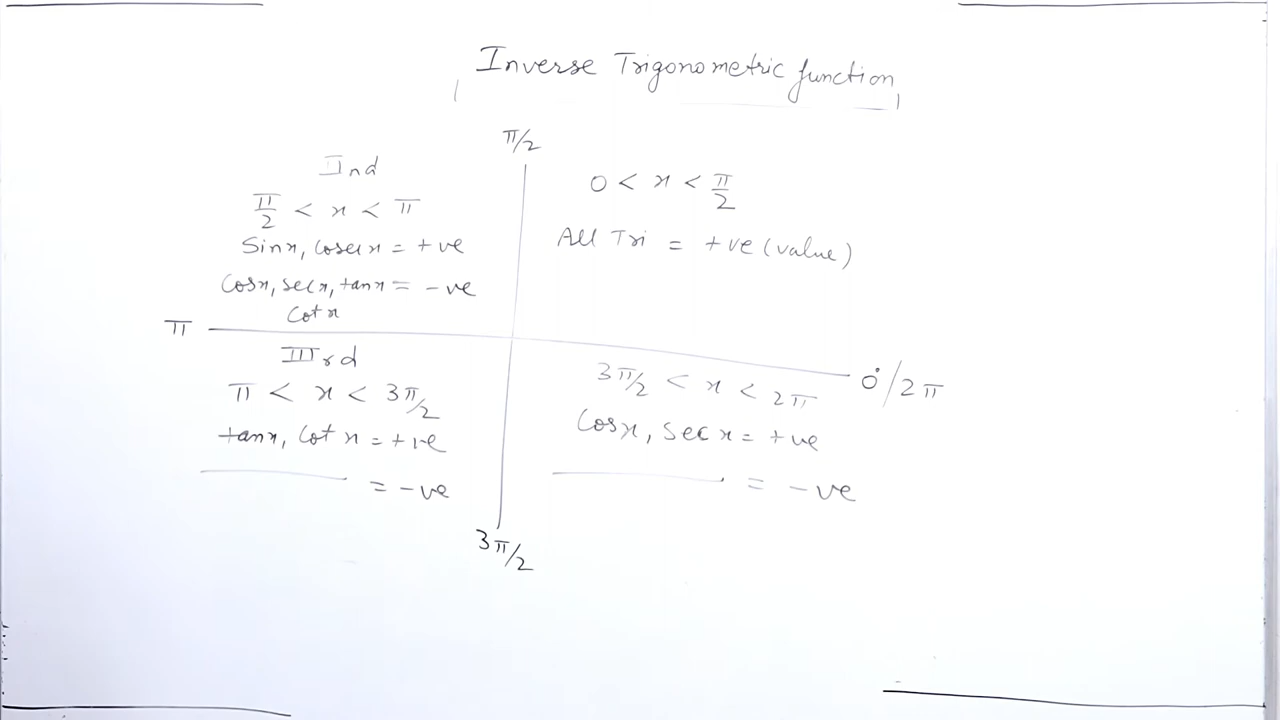 Inverse Trigonometric function
π/2
IInd
π/2 < x < π
Sinx, Cosecx = +ve
Cosx, secx, tanx = -ve
Cotx
0 < x < π/2
All Tri = +ve (value)
π
0°/2π
IIIrd
π < x < 3π/2
tanx, Cotx = +ve
= -ve
3π/2 < x < 2π
Cosx, Secx = +ve
= -ve
3π/2